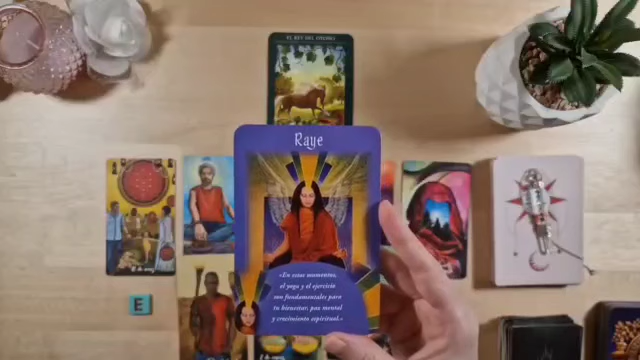 EL REY DEL VERANO
Raye
«En estos momentos,
el yoga y el ejercicio
son fundamentales para
tu bienestar, paz mental
y crecimiento espiritual.»
E